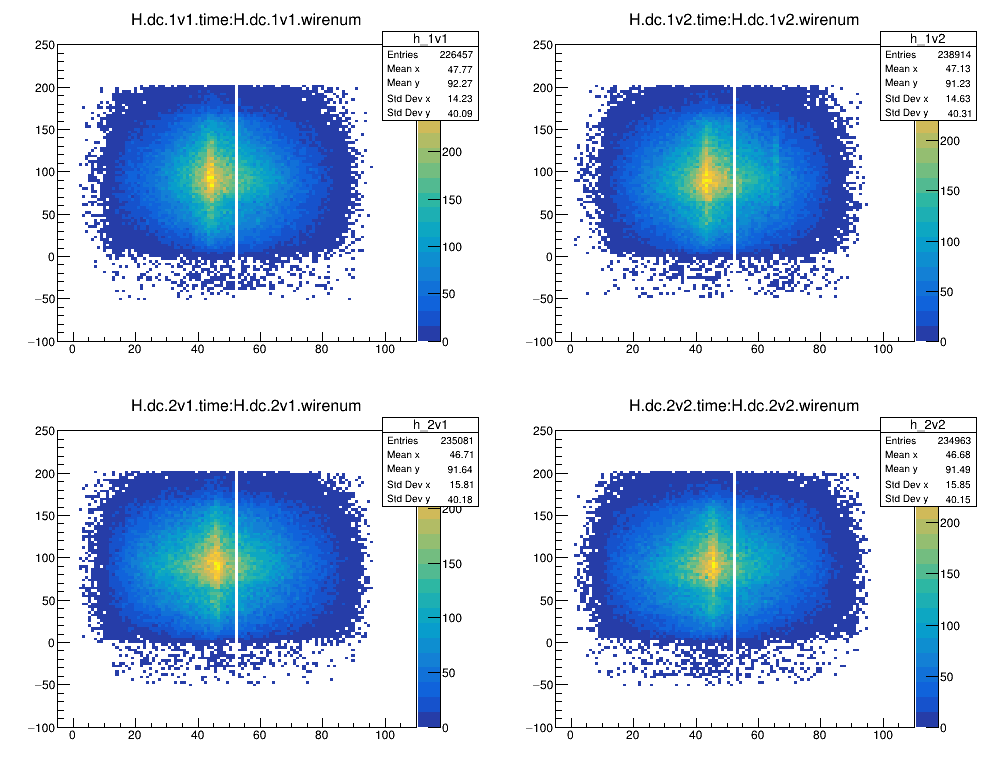 H.dc.1v1.time:H.dc.1v1.wirenum
h_1v1
Entries 226457
Mean x 47.77
Mean y 92.27
Std Dev x 14.23
Std Dev y 40.09
250
200
150
100
50
0
−50
−100
0 20 40 60 80 100
200
150
100
50
0
H.dc.1v2.time:H.dc.1v2.wirenum
h_1v2
Entries 238914
Mean x 47.13
Mean y 91.23
Std Dev x 14.63
Std Dev y 40.31
250
200
150
100
50
0
−50
−100
0 20 40 60 80 100
200
150
100
50
0
H.dc.2v1.time:H.dc.2v1.wirenum
h_2v1
Entries 235081
Mean x 46.71
Mean y 91.64
Std Dev x 15.81
Std Dev y 40.18
250
200
150
100
50
0
−50
−100
0 20 40 60 80 100
200
150
100
50
0
H.dc.2v2.time:H.dc.2v2.wirenum
h_2v2
Entries 234963
Mean x 46.68
Mean y 91.49
Std Dev x 15.85
Std Dev y 40.15
250
200
150
100
50
0
−50
−100
0 20 40 60 80 100
200
150
100
50
0